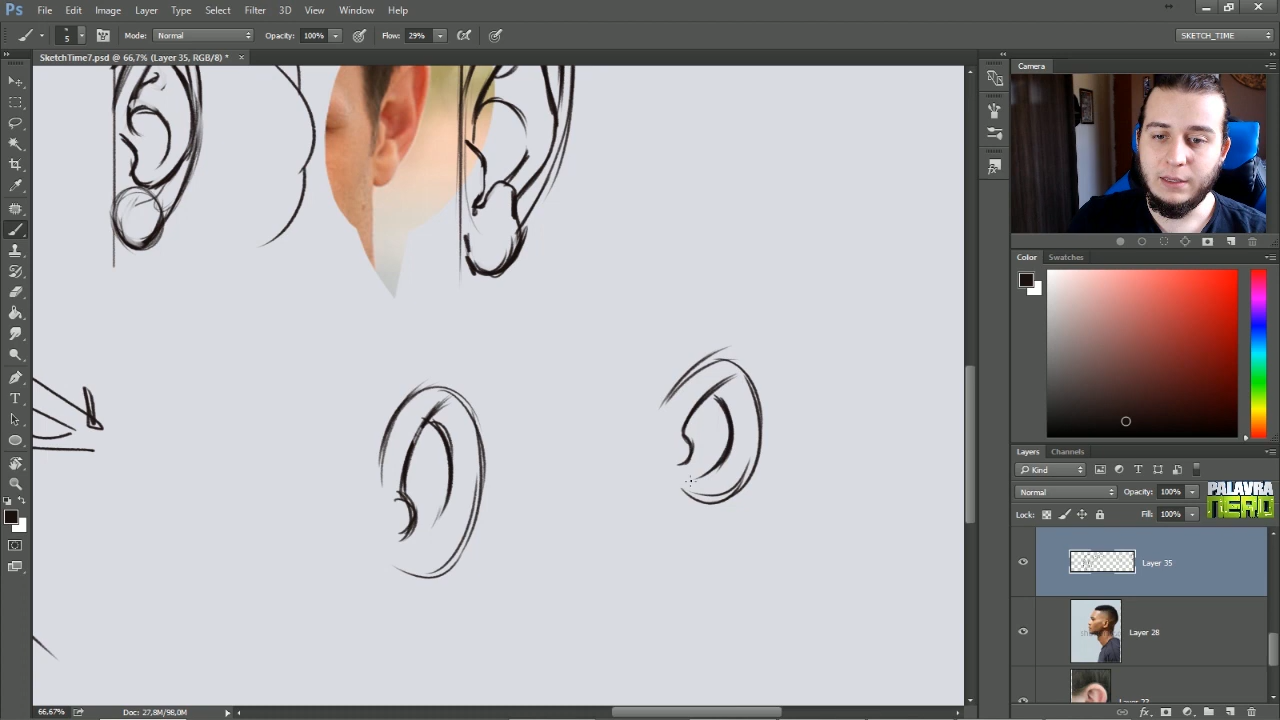 Ps File Edit Image Layer Type Select Filter 3D View Window Help
5 Mode: Normal Opacity: 100% Flow: 29% SKETCH_TIME
SketchTime7.psd @ 66,7% (Layer 35, RGB/8) * ×
Camera
Color Swatches
Layers Channels
Kind
Normal Opacity: 100%
Lock: Fill: 100%
PALAVRA
NERD
Layer 35
Layer 28
66,67% Doc: 27,8M/98,0M